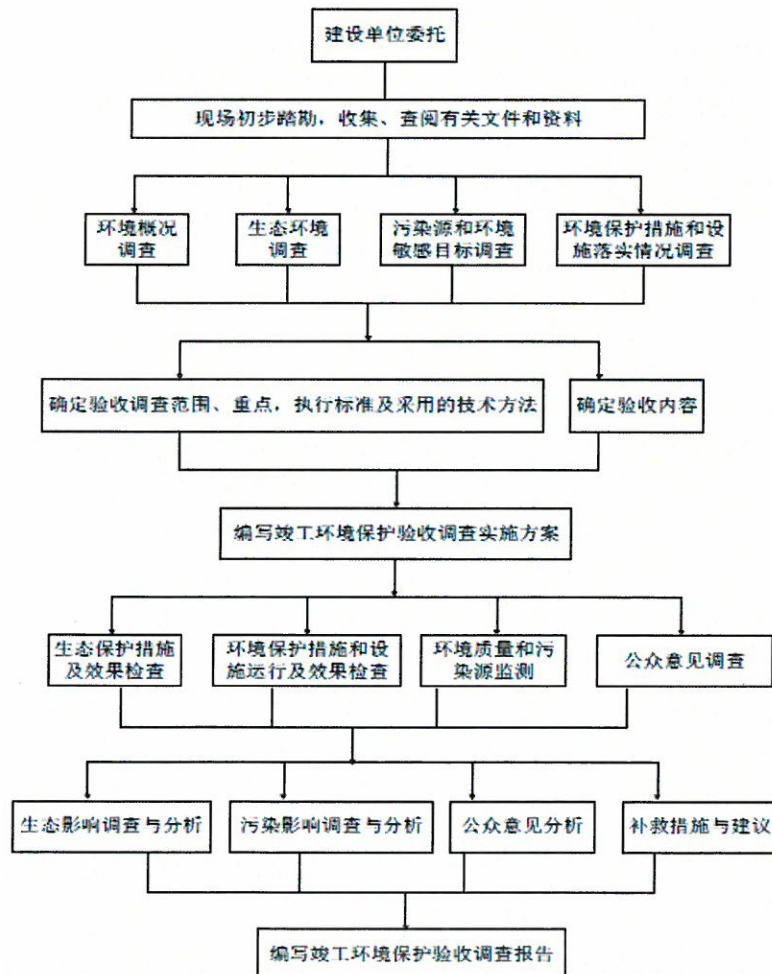 建设单位委托
现场初步踏勘，收集、查阅有关文件和资料
环境概况
调查
生态环境
调查
污染源和环境
敏感目标调查
环境保护措施和设
施落实情况调查
确定验收调查范围、重点，执行标准及采用的技术方法
确定验收内容
编写竣工环境保护验收调查实施方案
生态保护措施
及效果检查
环境保护措施和设
施运行及效果检查
环境质量和污
染源监测
公众意见调查
生态影响调查与分析
污染影响调查与分析
公众意见分析
补救措施与建议
编写竣工环境保护验收调查报告